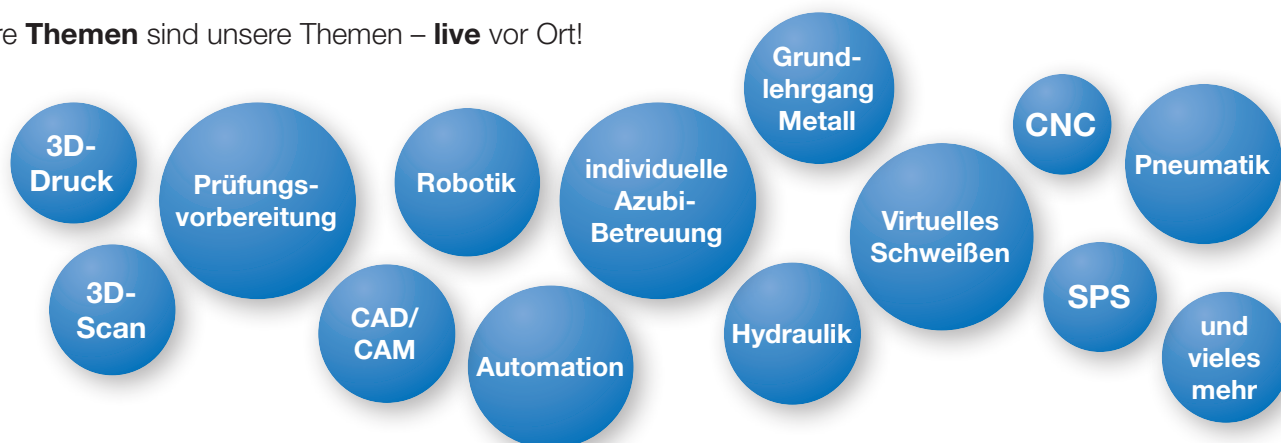 re Themen sind unsere Themen – live vor Ort!
3D-
Druck
Prüfungs-
vorbereitung
Robotik
individuelle
Azubi-
Betreuung
Grund-
lehrgang
Metall
CNC
Pneumatik
Virtuelles
Schweißen
3D-
Scan
CAD/
CAM
Automation
Hydraulik
SPS
und
vieles
mehr